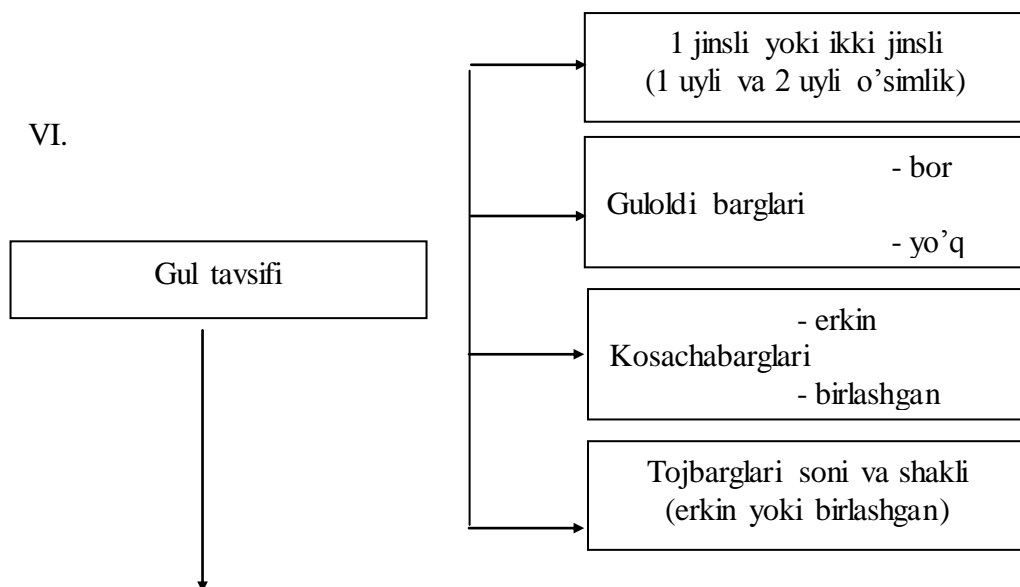 VI.
Gul tavsifi
1 jinsli yoki ikki jinsli
(1 uyli va 2 uyli o’simlik)
- bor
Guloldi barglari
- yo’q
- erkin
Kosachabarglari
- birlashgan
Tojbarglari soni va shakli
(erkin yoki birlashgan)